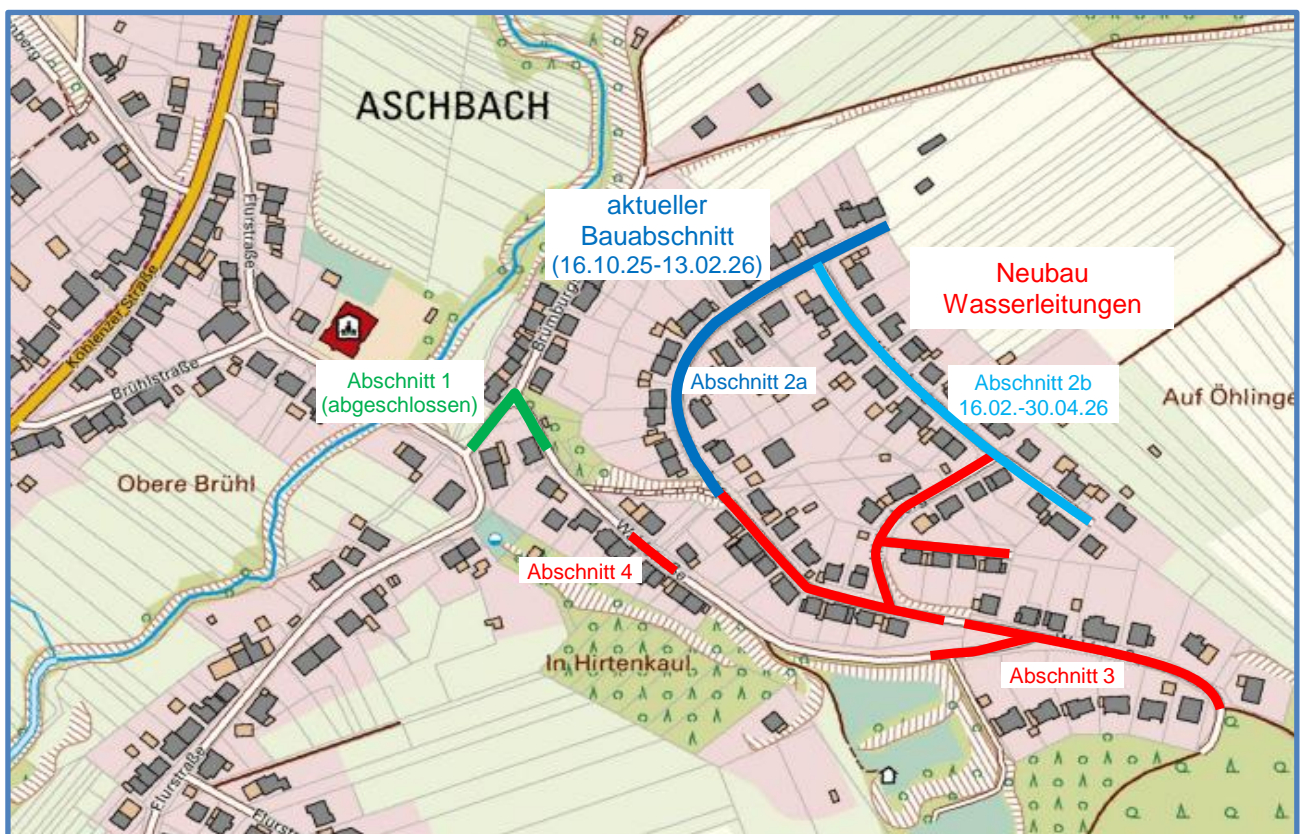 ASCHBACH
Flurstraße
Koblenzer Straße
Brühlstraße
aktueller
Bauabschnitt
(16.10.25-13.02.26)
Neubau
Wasserleitungen
Abschnitt 1
(abgeschlossen)
Abschnitt 2a
Abschnitt 2b
16.02.-30.04.26
Auf Öhlinge
Obere Brühl
Abschnitt 4
In Hirtenkaul
Abschnitt 3
Flurstraße